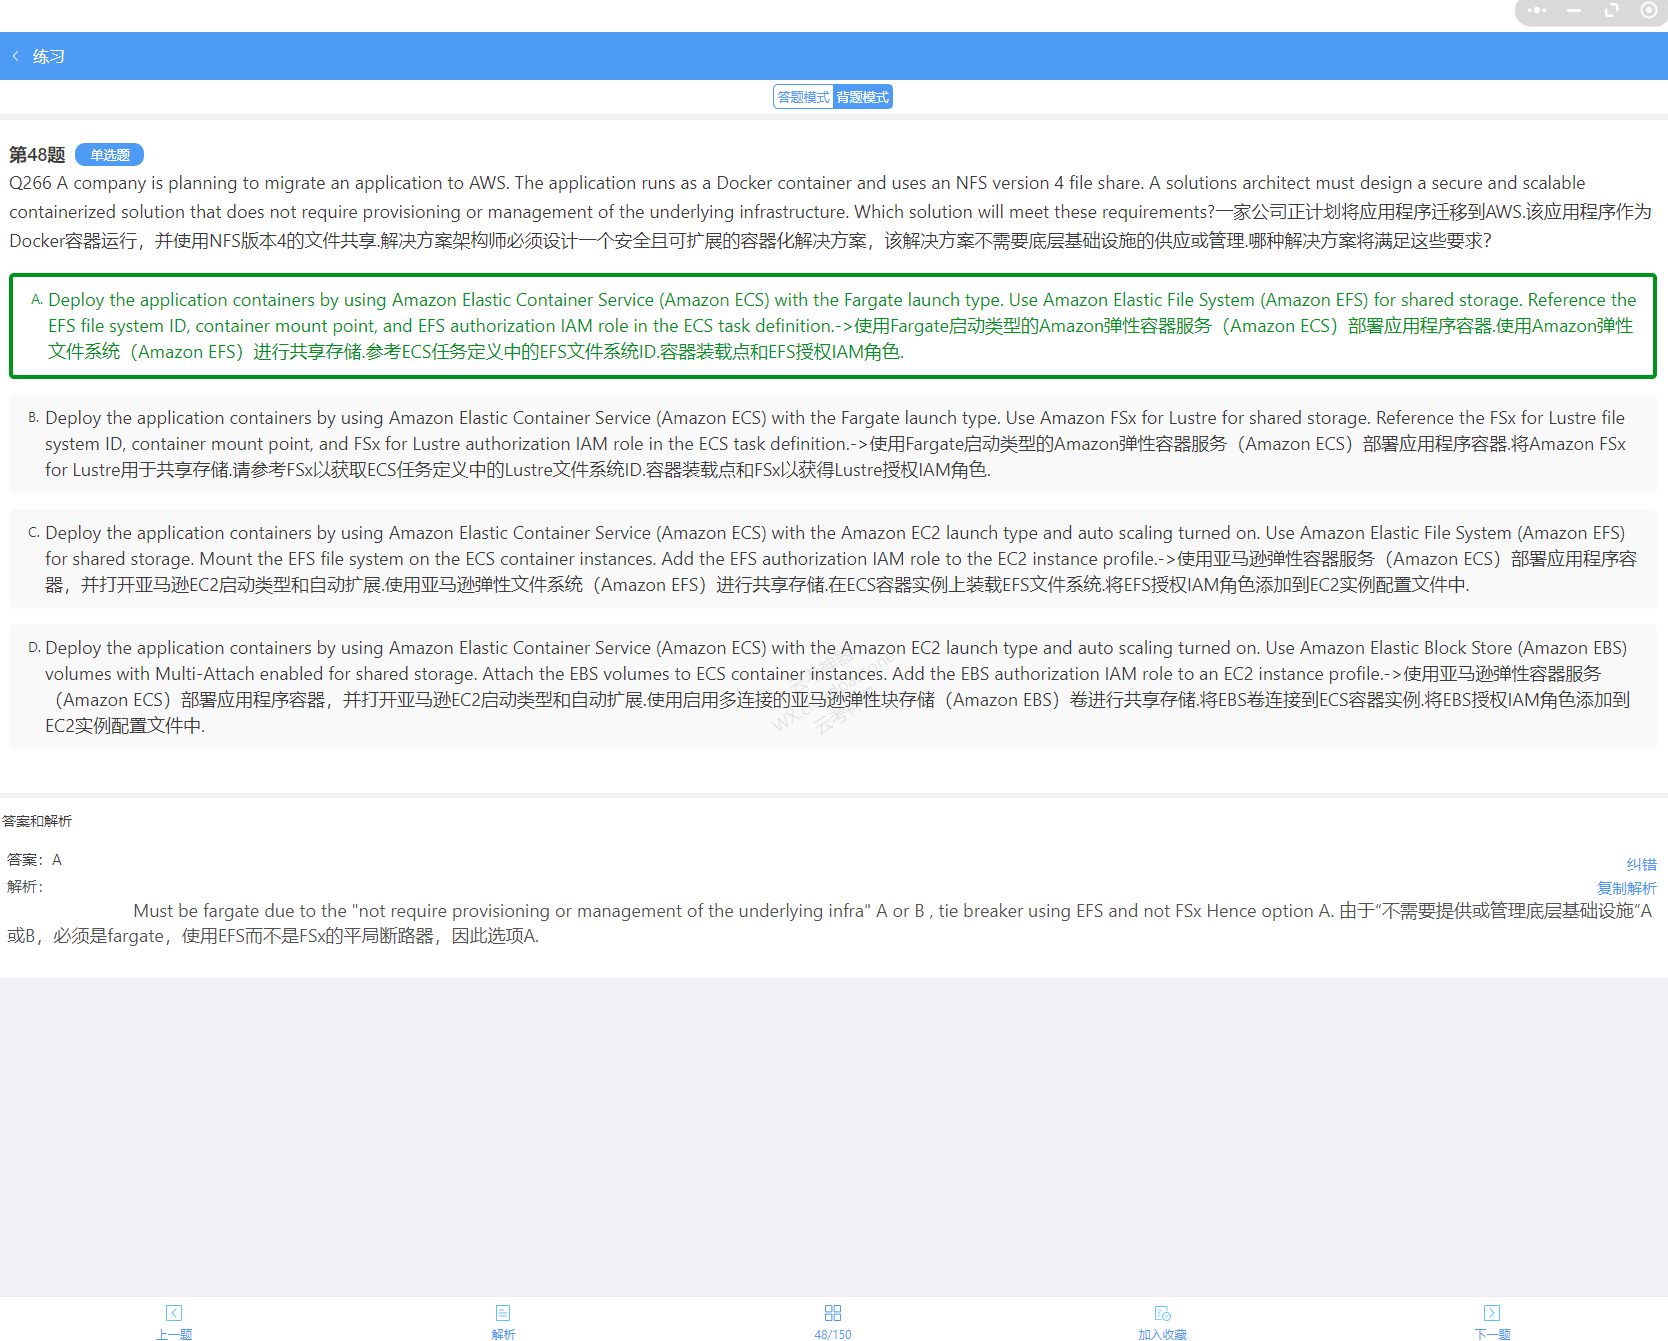 练习
答题模式 背题模式
第48题 单选题
Q266 A company is planning to migrate an application to AWS. The application runs as a Docker container and uses an NFS version 4 file share. A solutions architect must design a secure and scalable
containerized solution that does not require provisioning or management of the underlying infrastructure. Which solution will meet these requirements?一家公司正计划将应用程序迁移到AWS.该应用程序作为
Docker容器运行，并使用NFS版本4的文件共享.解决方案架构师必须设计一个安全且可扩展的容器化解决方案，该解决方案不需要底层基础设施的供应或管理.哪种解决方案将满足这些要求?
A. Deploy the application containers by using Amazon Elastic Container Service (Amazon ECS) with the Fargate launch type. Use Amazon Elastic File System (Amazon EFS) for shared storage. Reference the
EFS file system ID, container mount point, and EFS authorization IAM role in the ECS task definition.->使用Fargate启动类型的Amazon弹性容器服务（Amazon ECS）部署应用程序容器.使用Amazon弹性
文件系统（Amazon EFS）进行共享存储.参考ECS任务定义中的EFS文件系统ID.容器装载点和EFS授权IAM角色.
B. Deploy the application containers by using Amazon Elastic Container Service (Amazon ECS) with the Fargate launch type. Use Amazon FSx for Lustre for shared storage. Reference the FSx for Lustre file
system ID, container mount point, and FSx for Lustre authorization IAM role in the ECS task definition.->使用Fargate启动类型的Amazon弹性容器服务（Amazon ECS）部署应用程序容器.将Amazon FSx
for Lustre用于共享存储.请参考FSx以获取ECS任务定义中的Lustre文件系统ID.容器装载点和FSx以获得Lustre授权IAM角色.
C. Deploy the application containers by using Amazon Elastic Container Service (Amazon ECS) with the Amazon EC2 launch type and auto scaling turned on. Use Amazon Elastic File System (Amazon EFS)
for shared storage. Mount the EFS file system on the ECS container instances. Add the EFS authorization IAM role to the EC2 instance profile.->使用亚马逊弹性容器服务（Amazon ECS）部署应用程序容
器，并打开亚马逊EC2启动类型和自动扩展.使用亚马逊弹性文件系统（Amazon EFS）进行共享存储.在ECS容器实例上装载EFS文件系统.将EFS授权IAM角色添加到EC2实例配置文件中.
D. Deploy the application containers by using Amazon Elastic Container Service (Amazon ECS) with the Amazon EC2 launch type and auto scaling turned on. Use Amazon Elastic Block Store (Amazon EBS)
volumes with Multi-Attach enabled for shared storage. Attach the EBS volumes to ECS container instances. Add the EBS authorization IAM role to an EC2 instance profile.->使用亚马逊弹性容器服务
（Amazon ECS）部署应用程序容器，并打开亚马逊EC2启动类型和自动扩展.使用启用多连接的亚马逊弹性块存储（Amazon EBS）卷进行共享存储.将EBS卷连接到ECS容器实例.将EBS授权IAM角色添加到
EC2实例配置文件中.
答案和解析
答案：A
纠错
解析：
复制解析
Must be fargate due to the "not require provisioning or management of the underlying infra" A or B , tie breaker using EFS and not FSx Hence option A. 由于“不需要提供或管理底层基础设施”A
或B，必须是fargate，使用EFS而不是FSx的平局断路器，因此选项A.
上一题 解析 48/150 加入收藏 下一题